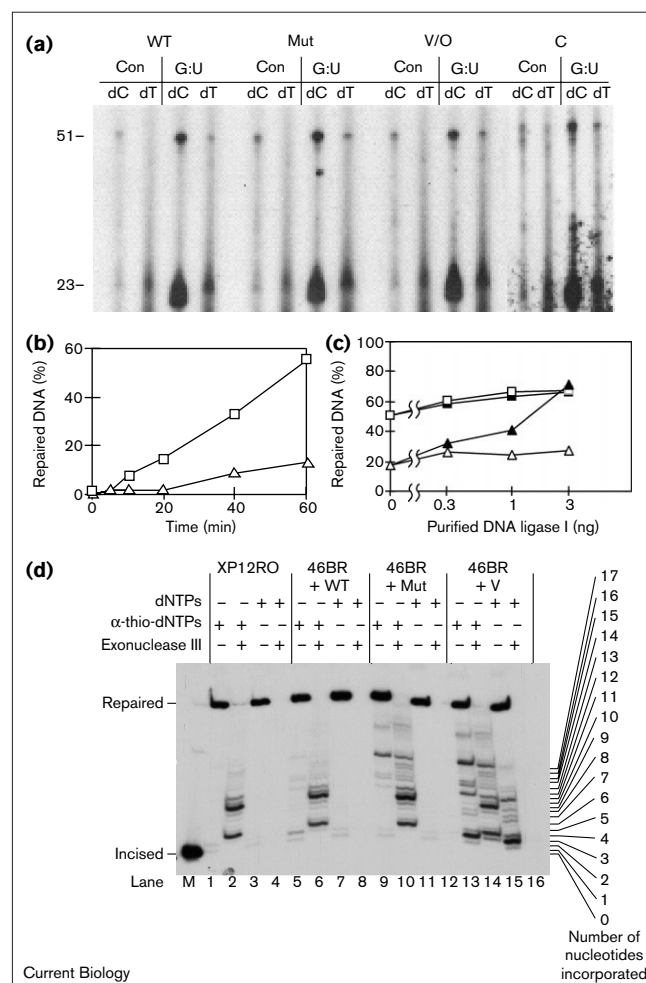 (a)
WT Mut V/O C
Con G:U Con G:U Con G:U Con G:U
dC dT dC dT dC dT dC dT dC dT dC dT dC dT dC dT
51–
23–
(b)
Repaired DNA (%)
60
40
20
0
0 20 40 60
Time (min)
(c)
Repaired DNA (%)
100
80
60
40
20
0
0 0.3 1 3
Purified DNA ligase I (ng)
(d)
XP12RO 46BR + WT 46BR + Mut 46BR + V
dNTPs – – + + – – + + – – + + – – + +
α-thio-dNTPs + + – – + + – – + + – – + + – –
Exonuclease III – + – + – + – + – + – + – + – +
Repaired
Incised
Lane M 1 2 3 4 5 6 7 8 9 10 11 12 13 14 15 16
17
16
15
14
13
12
11
10
9
8
7
6
5
4
3
2
1
0
Number of
nucleotides
incorporated
Current Biology